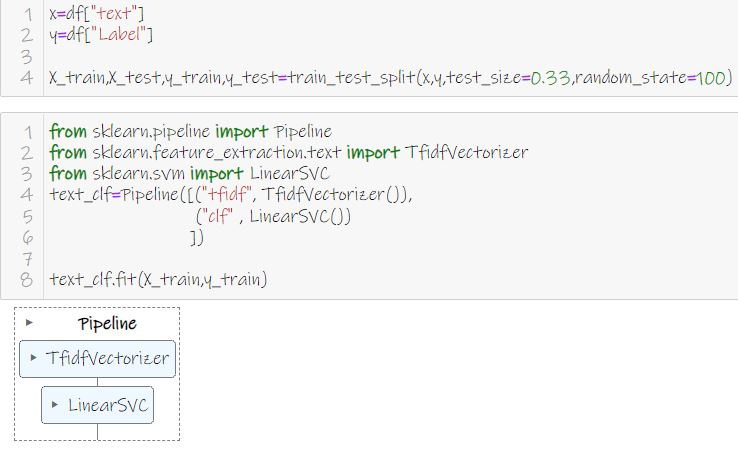 1 x=df["text"]
2 y=df["Label"]
3
4 X_train,X_test,y_train,y_test=train_test_split(x,y,test_size=0.33,random_state=100)
1 from sklearn.pipeline import Pipeline
2 from sklearn.feature_extraction.text import TfidfVectorizer
3 from sklearn.svm import LinearSVC
4 text_clf=Pipeline([("tfidf", TfidfVectorizer()),
5 ("clf" , LinearSVC())
6 ])
7
8 text_clf.fit(X_train,y_train)
Pipeline
TfidfVectorizer
LinearSVC